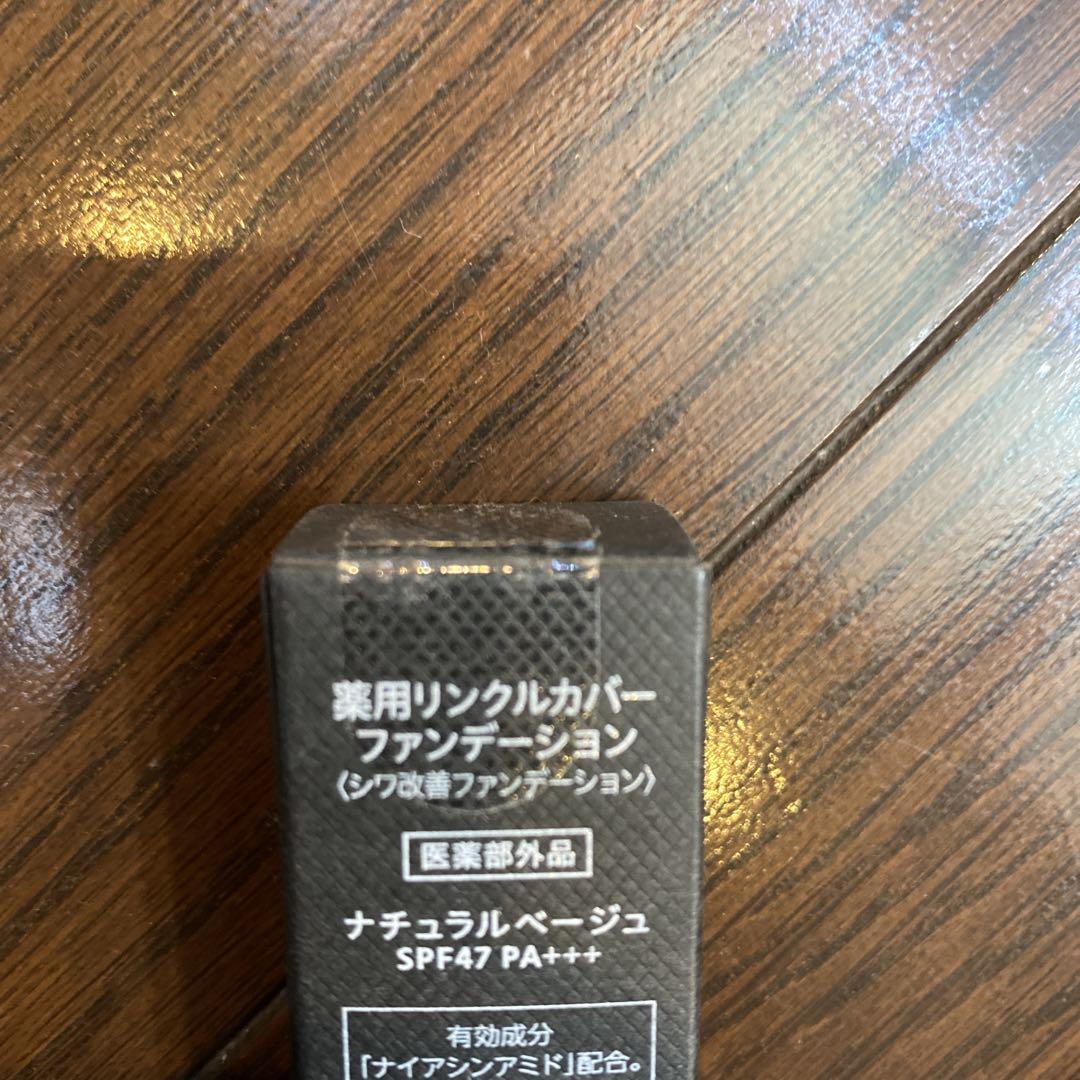 薬用リンクルカバー
ファンデーション
〈シワ改善ファンデーション〉
医薬部外品
ナチュラルベージュ
SPF47 PA+++
有効成分
「ナイアシンアミド」配合。